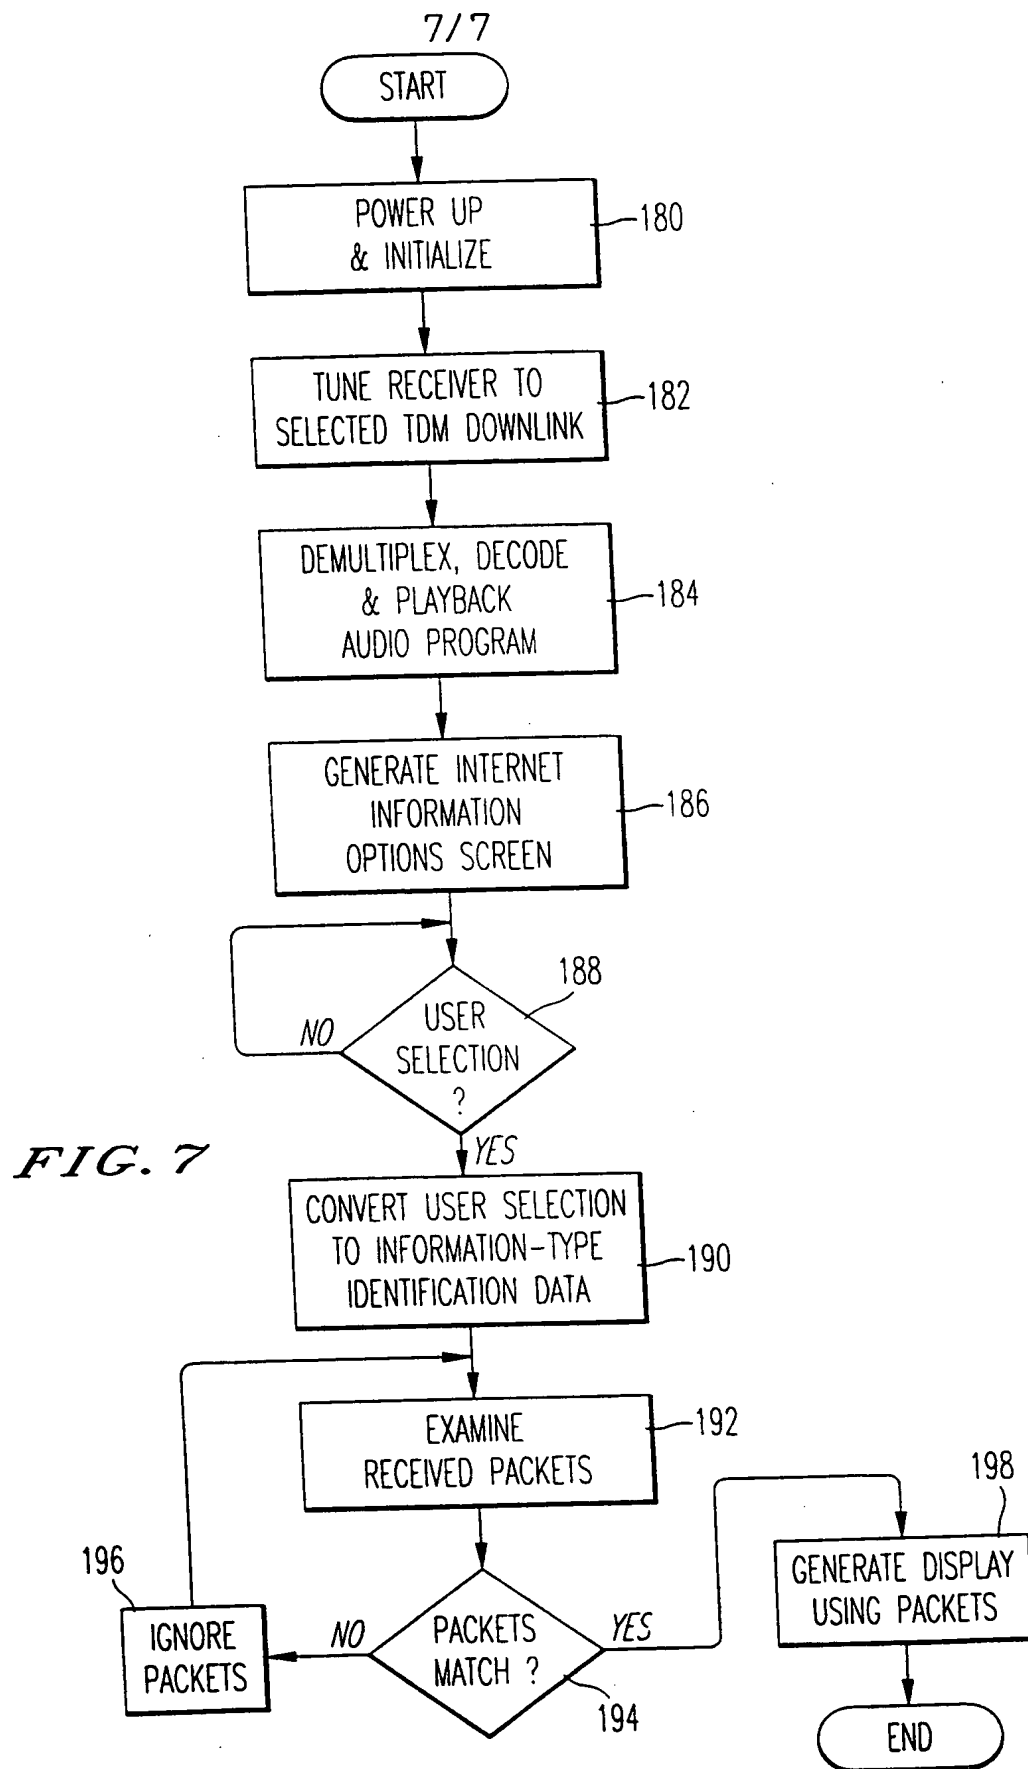 7/7
START
POWER UP
& INITIALIZE
180
TUNE RECEIVER TO
SELECTED TDM DOWNLINK
182
DEMULTIPLEX, DECODE
& PLAYBACK
AUDIO PROGRAM
184
GENERATE INTERNET
INFORMATION
OPTIONS SCREEN
186
188
USER
SELECTION
?
NO
YES
FIG. 7
CONVERT USER SELECTION
TO INFORMATION-TYPE
IDENTIFICATION DATA
190
EXAMINE
RECEIVED PACKETS
192
198
GENERATE DISPLAY
USING PACKETS
196
IGNORE
PACKETS
NO
PACKETS
MATCH ?
YES
194
END